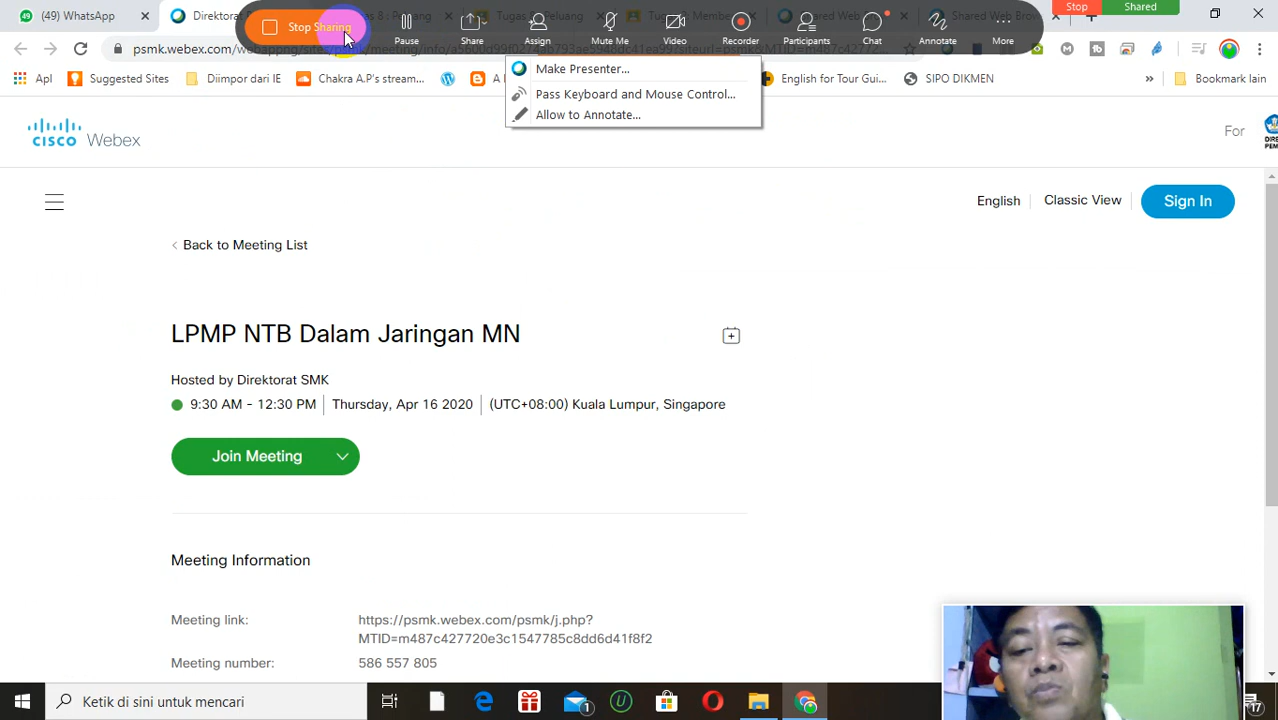 (49) WhatsApp
Direktorat
Stop Sharing
Pause
Share
Assign
Mute Me
Video
Recorder
Participants
Chat
Annotate
More
Stop
Shared
Apl
Suggested Sites
Diimpor dari IE
Chakra A.P's stream...
English for Tour Gui...
SIPO DIKMEN
»
Bookmark lain
Make Presenter...
Pass Keyboard and Mouse Control...
Allow to Annotate...
CISCO Webex
For
English
Classic View
Sign In
Back to Meeting List
LPMP NTB Dalam Jaringan MN
Hosted by Direktorat SMK
9:30 AM - 12:30 PM | Thursday, Apr 16 2020 | (UTC+08:00) Kuala Lumpur, Singapore
Join Meeting
Meeting Information
Meeting link: https://psmk.webex.com/psmk/j.php?
MTID=m487c427720e3c1547785c8dd6d41f8f2
Meeting number: 586 557 805
Ketik di sini untuk mencari
1
17